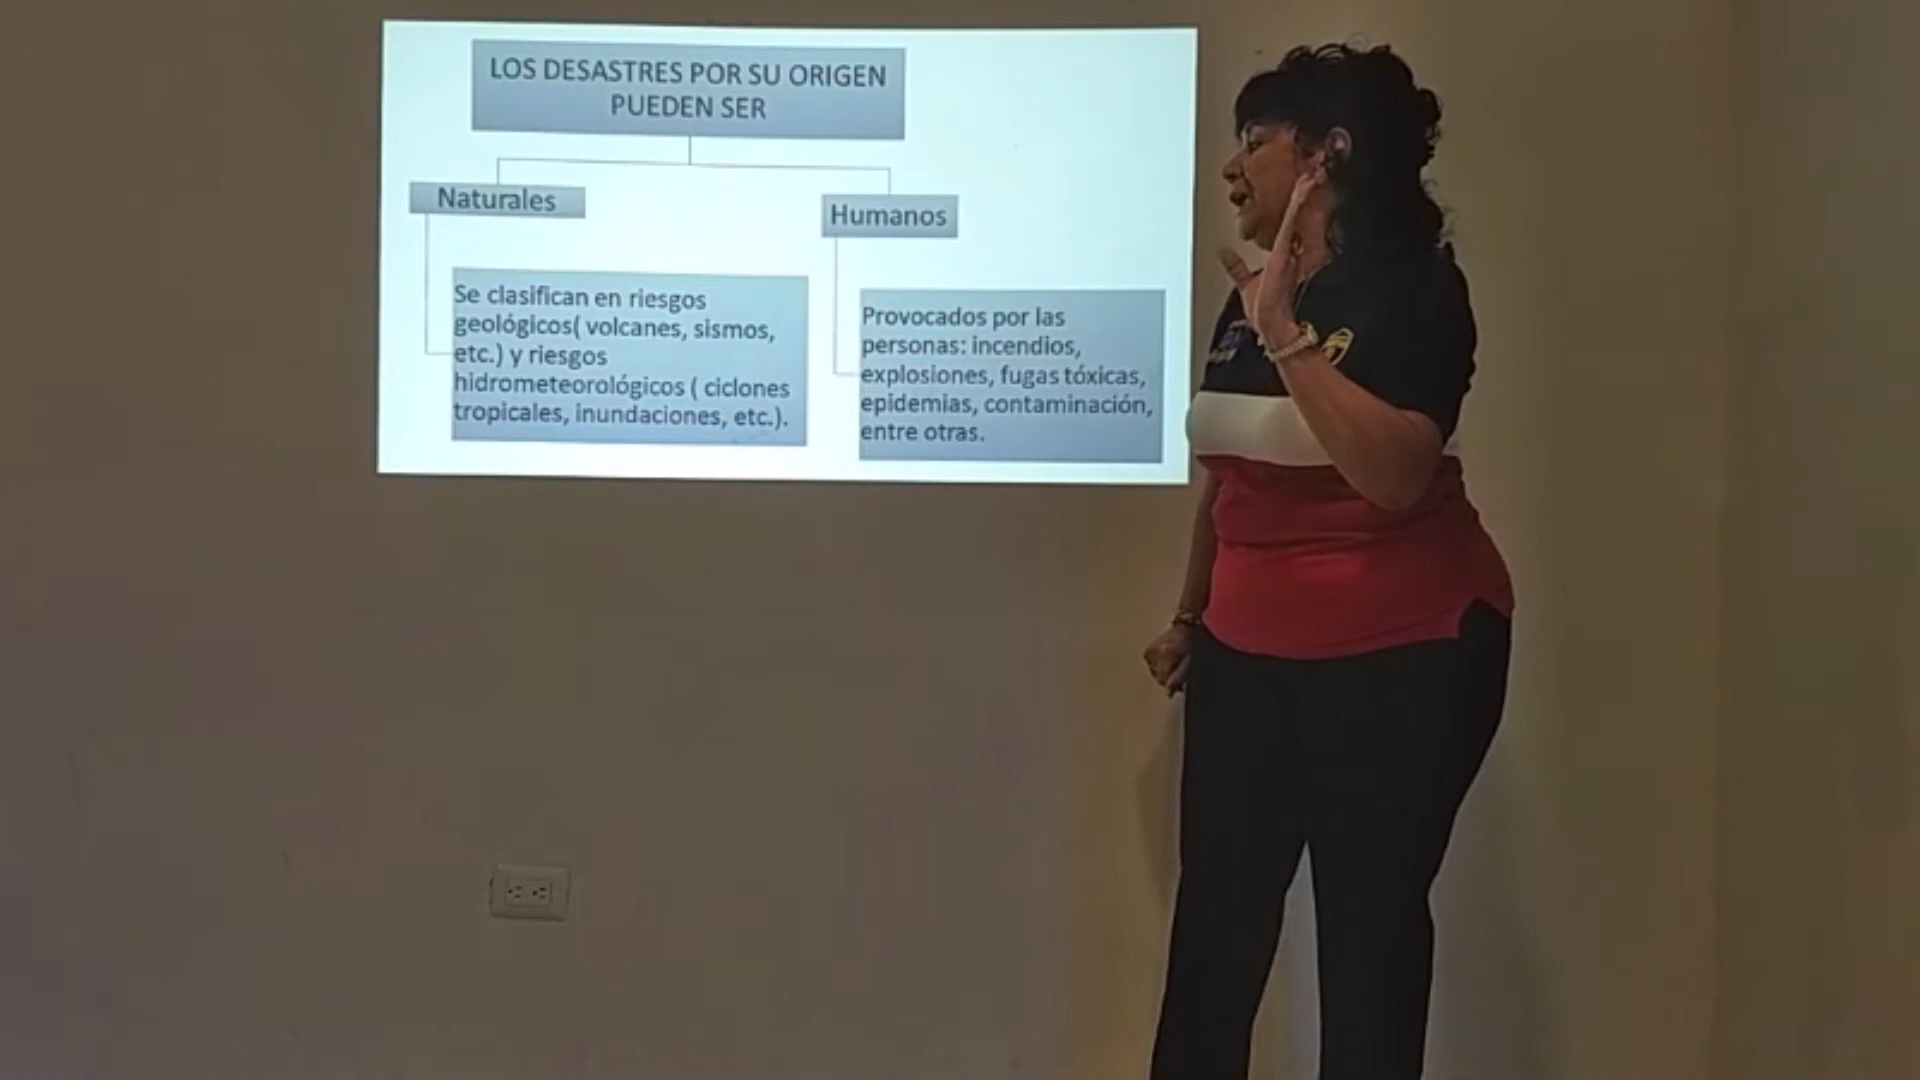 LOS DESASTRES POR SU ORIGEN
PUEDEN SER
Naturales
Humanos
Se clasifican en riesgos
geológicos( volcanes, sismos,
etc.) y riesgos
hidrometeorológicos ( ciclones
tropicales, inundaciones, etc.).
Provocados por las
personas: incendios,
explosiones, fugas tóxicas,
epidemias, contaminación,
entre otras.